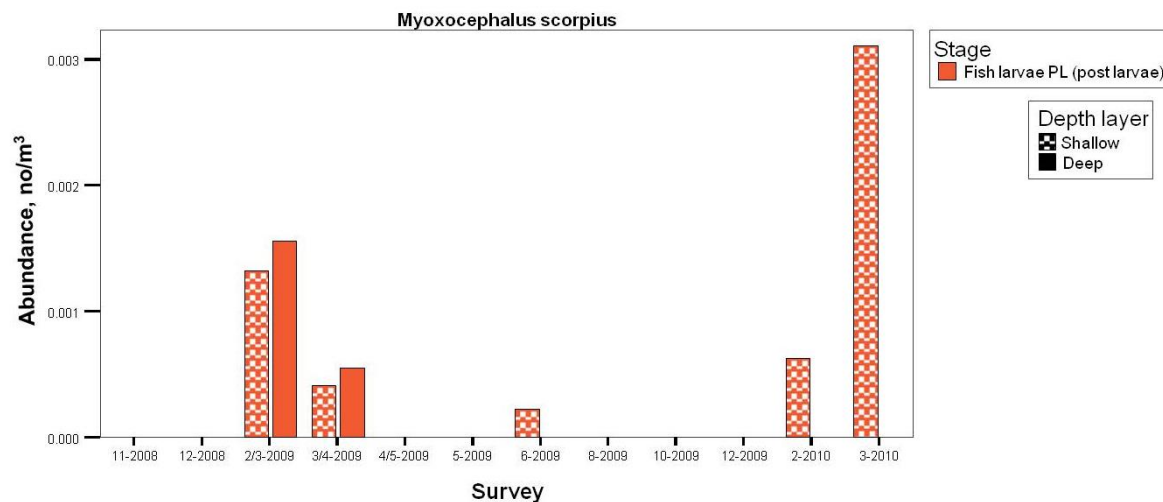 Myoxocephalus scorpius
Abundance, no/m³
0.003
0.002
0.001
0.000
11-2008 12-2008 2/3-2009 3/4-2009 4/5-2009 5-2009 6-2009 8-2009 10-2009 12-2009 2-2010 3-2010
Survey
Stage
Fish larvae PL (post larvae)
Depth layer
Shallow
Deep